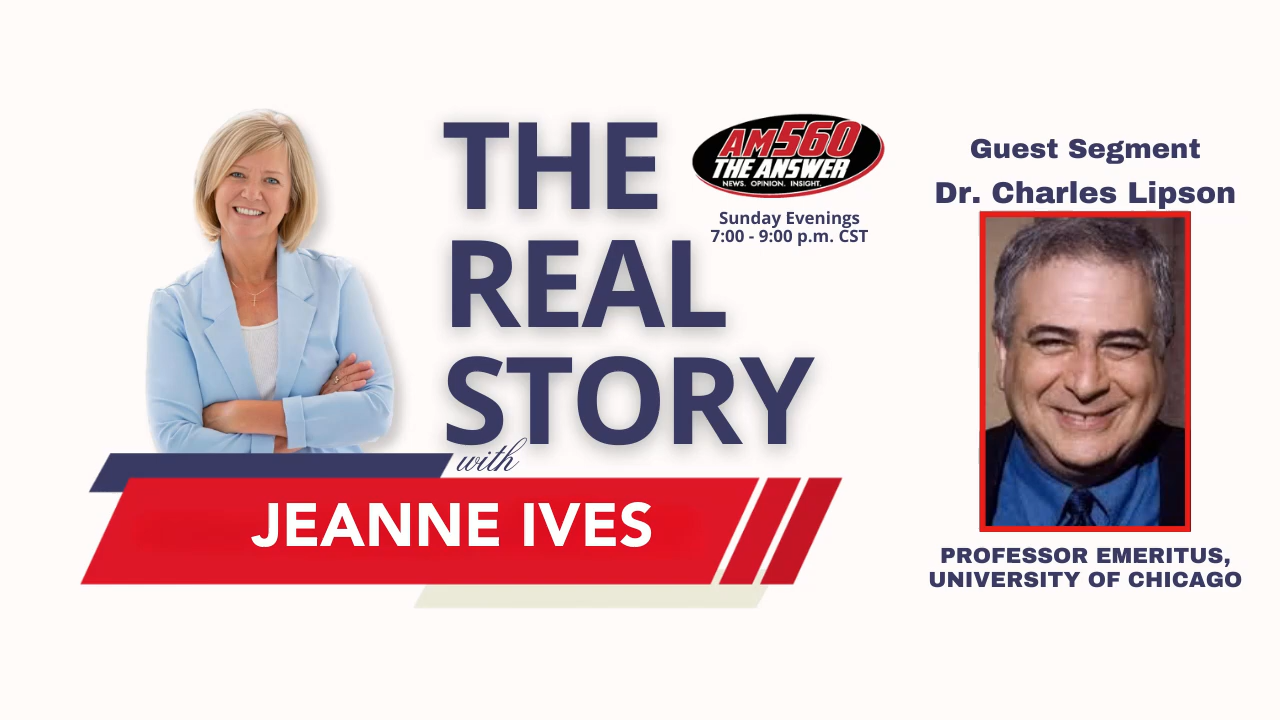 THE
REAL
STORY
with
JEANNE IVES
AM560
THE ANSWER
NEWS. OPINION. INSIGHT.
Sunday Evenings
7:00 - 9:00 p.m. CST
Guest Segment
Dr. Charles Lipson
PROFESSOR EMERITUS,
UNIVERSITY OF CHICAGO